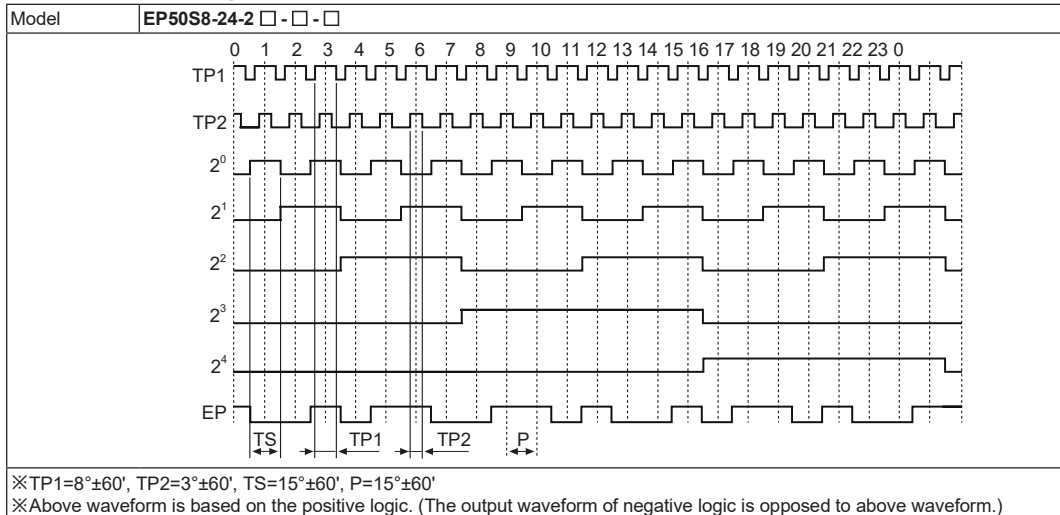 Model EP50S8-24-2 □ - □ - □
0 1 2 3 4 5 6 7 8 9 10 11 12 13 14 15 16 17 18 19 20 21 22 23 0
TP1
TP2
2⁰
2¹
2²
2³
2⁴
EP
TS TP1 TP2 P
※TP1=8°±60', TP2=3°±60', TS=15°±60', P=15°±60'
※Above waveform is based on the positive logic. (The output waveform of negative logic is opposed to above waveform.)